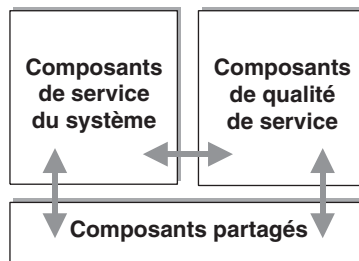 Composants
de service
du système
Composants
de qualité
de service
Composants partagés